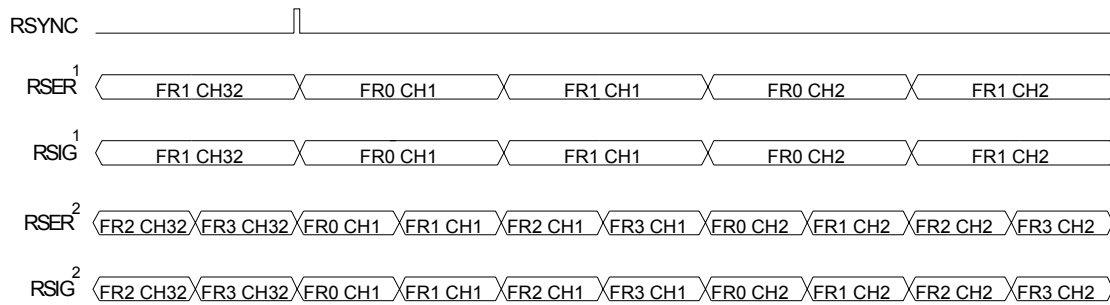 RSYNC
RSER1 FR1 CH32 FR0 CH1 FR1 CH1 FR0 CH2 FR1 CH2
RSIG1 FR1 CH32 FR0 CH1 FR1 CH1 FR0 CH2 FR1 CH2
RSER2 FR2 CH32 FR3 CH32 FR0 CH1 FR1 CH1 FR2 CH1 FR3 CH1 FR0 CH2 FR1 CH2 FR2 CH2 FR3 CH2
RSIG2 FR2 CH32 FR3 CH32 FR0 CH1 FR1 CH1 FR2 CH1 FR3 CH1 FR0 CH2 FR1 CH2 FR2 CH2 FR3 CH2